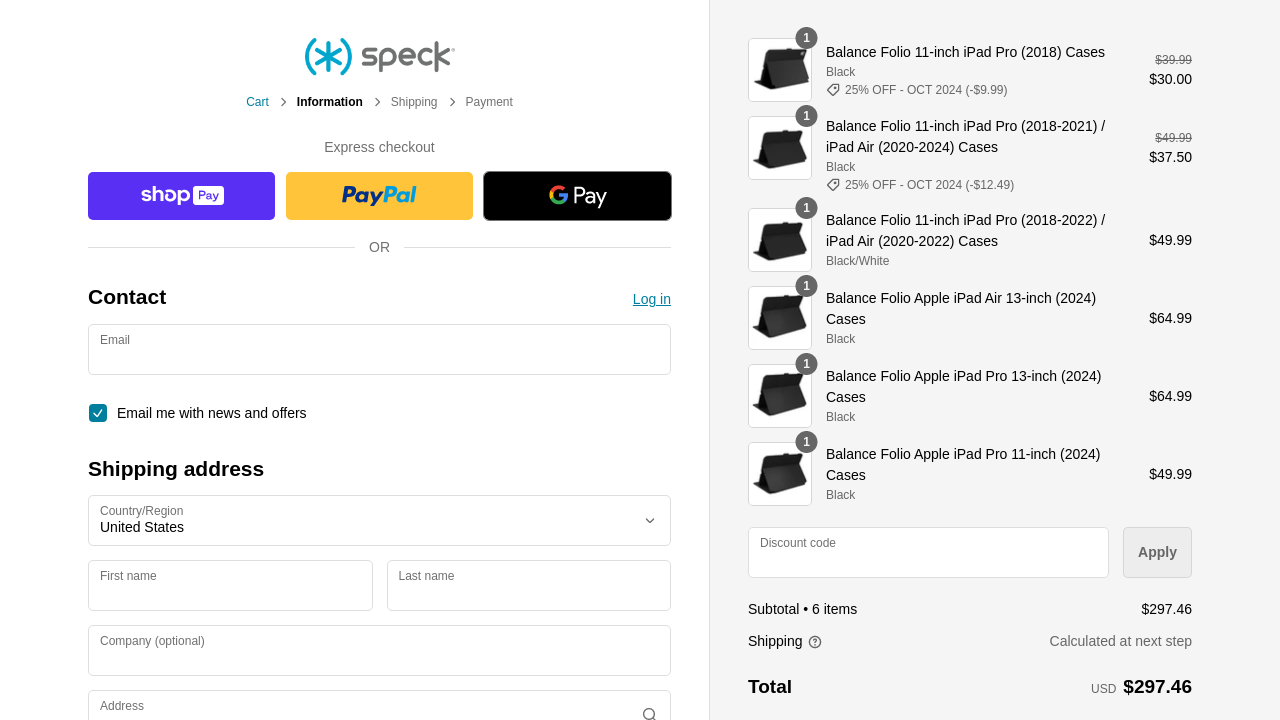 speck
Cart
Information
Shipping
Payment
Express checkout
shop Pay
PayPal
G Pay
OR
Contact
Log in
Email
Email me with news and offers
Shipping address
Country/Region
United States
First name
Last name
Company (optional)
Address
1
Balance Folio 11-inch iPad Pro (2018) Cases
Black
25% OFF - OCT 2024 (-$9.99)
$39.99
$30.00
1
Balance Folio 11-inch iPad Pro (2018-2021) /
iPad Air (2020-2024) Cases
Black
25% OFF - OCT 2024 (-$12.49)
$49.99
$37.50
1
Balance Folio 11-inch iPad Pro (2018-2022) /
iPad Air (2020-2022) Cases
Black/White
$49.99
1
Balance Folio Apple iPad Air 13-inch (2024)
Cases
Black
$64.99
1
Balance Folio Apple iPad Pro 13-inch (2024)
Cases
Black
$64.99
1
Balance Folio Apple iPad Pro 11-inch (2024)
Cases
Black
$49.99
Discount code
Apply
Subtotal • 6 items
$297.46
Shipping
Calculated at next step
Total
USD $297.46